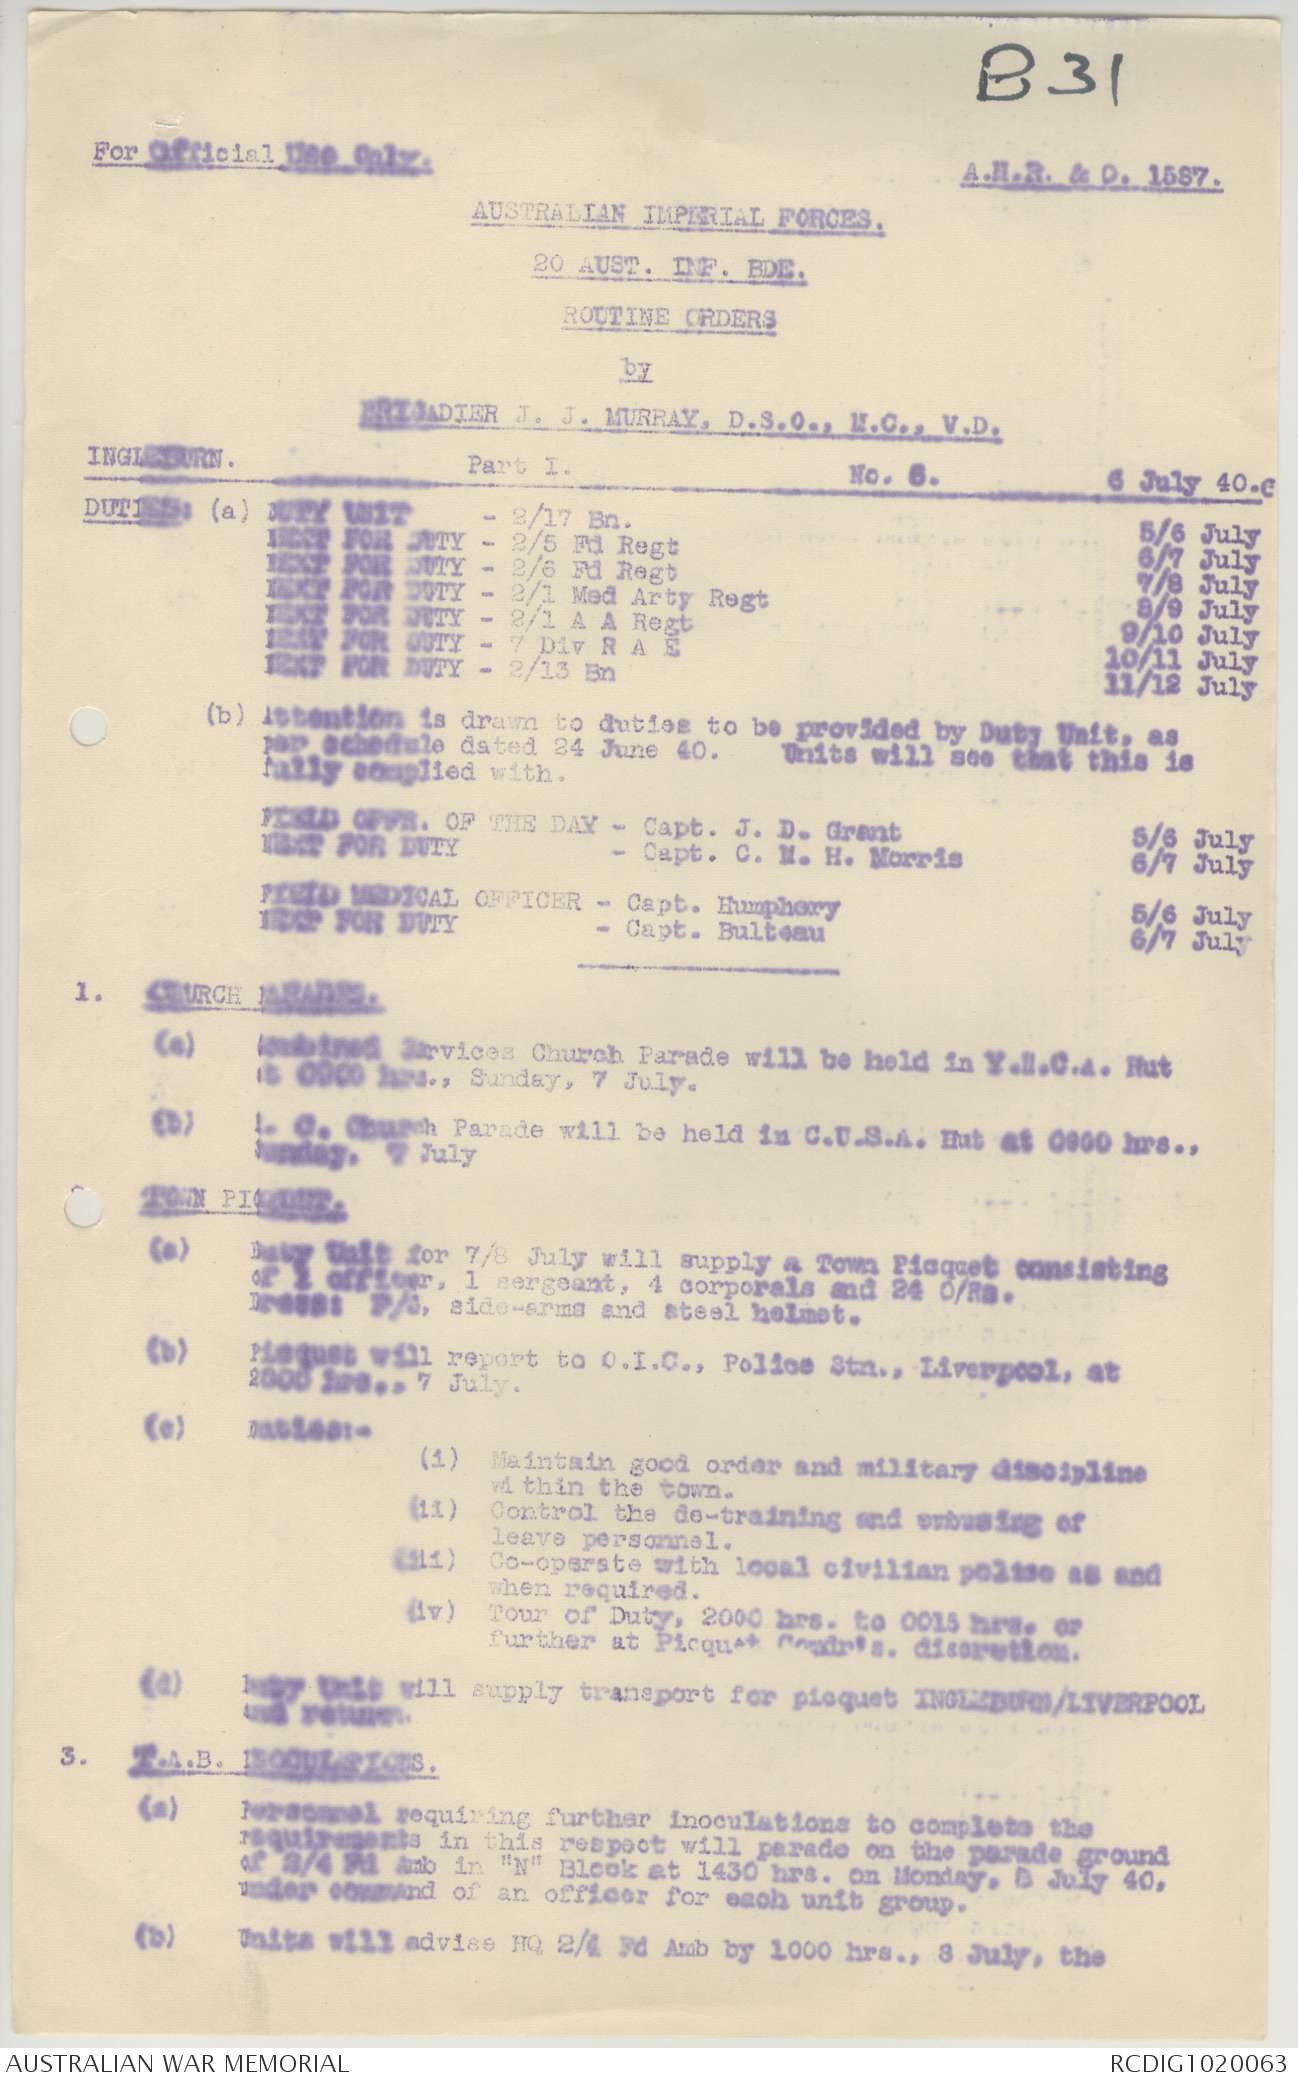 B31
For Official Use Only.
A.H.R. & D. 1587.
AUSTRALIAN IMPERIAL FORCES.
20 AUST. INF. BDE.
ROUTINE ORDERS
by
BRIGADIER J. J. MURRAY, D.S.O., M.C., V.D.
INGLEBURN. Part I. No. 6. 6 July 40.
DUTIES: (a) DUTY UNIT - 2/17 Bn. 5/6 July
NEXT FOR DUTY - 2/5 Fd Regt 6/7 July
NEXT FOR DUTY - 2/6 Fd Regt 7/8 July
NEXT FOR DUTY - 2/1 Med Arty Regt 8/9 July
NEXT FOR DUTY - 2/1 A A Regt 9/10 July
NEXT FOR DUTY - 7 Div R A E 10/11 July
NEXT FOR DUTY - 2/13 Bn 11/12 July
(b) Attention is drawn to duties to be provided by Duty Unit, as
per schedule dated 24 June 40. Units will see that this is
fully complied with.
FIELD OFFR. OF THE DAY - Capt. J. D. Grant 5/6 July
NEXT FOR DUTY - Capt. C. M. H. Morris 6/7 July
FIELD MEDICAL OFFICER - Capt. Humphery 5/6 July
NEXT FOR DUTY - Capt. Bulteau 6/7 July
1. CHURCH PARADES.
(a) Combined Services Church Parade will be held in Y.M.C.A. Hut
at 0900 hrs., Sunday, 7 July.
(b) R. C. Church Parade will be held in C.U.S.A. Hut at 0900 hrs.,
Sunday, 7 July
TOWN PICQUET.
(a) Duty Unit for 7/8 July will supply a Town Picquet consisting
of 1 officer, 1 sergeant, 4 corporals and 24 O/Rs.
Dress: F/S, side-arms and steel helmet.
(b) Picquet will report to O.I.C., Police Stn., Liverpool, at
2000 hrs., 7 July.
(c) Duties:-
(i) Maintain good order and military discipline
within the town.
(ii) Control the de-training and embusing of
leave personnel.
(iii) Co-operate with local civilian police as and
when required.
(iv) Tour of Duty, 2000 hrs. to 0015 hrs. or
further at Picquet Comdr's. discretion.
(d) Duty Unit will supply transport for picquet INGLEBURN/LIVERPOOL
and return.
3. T.A.B. INOCULATIONS.
(a) Personnel requiring further inoculations to complete the
requirements in this respect will parade on the parade ground
of 2/4 Fd Amb in "N" Block at 1430 hrs. on Monday, 8 July 40,
under command of an officer for each unit group.
(b) Units will advise HQ 2/4 Fd Amb by 1000 hrs., 8 July, the
AUSTRALIAN WAR MEMORIAL
RCDIG1020063